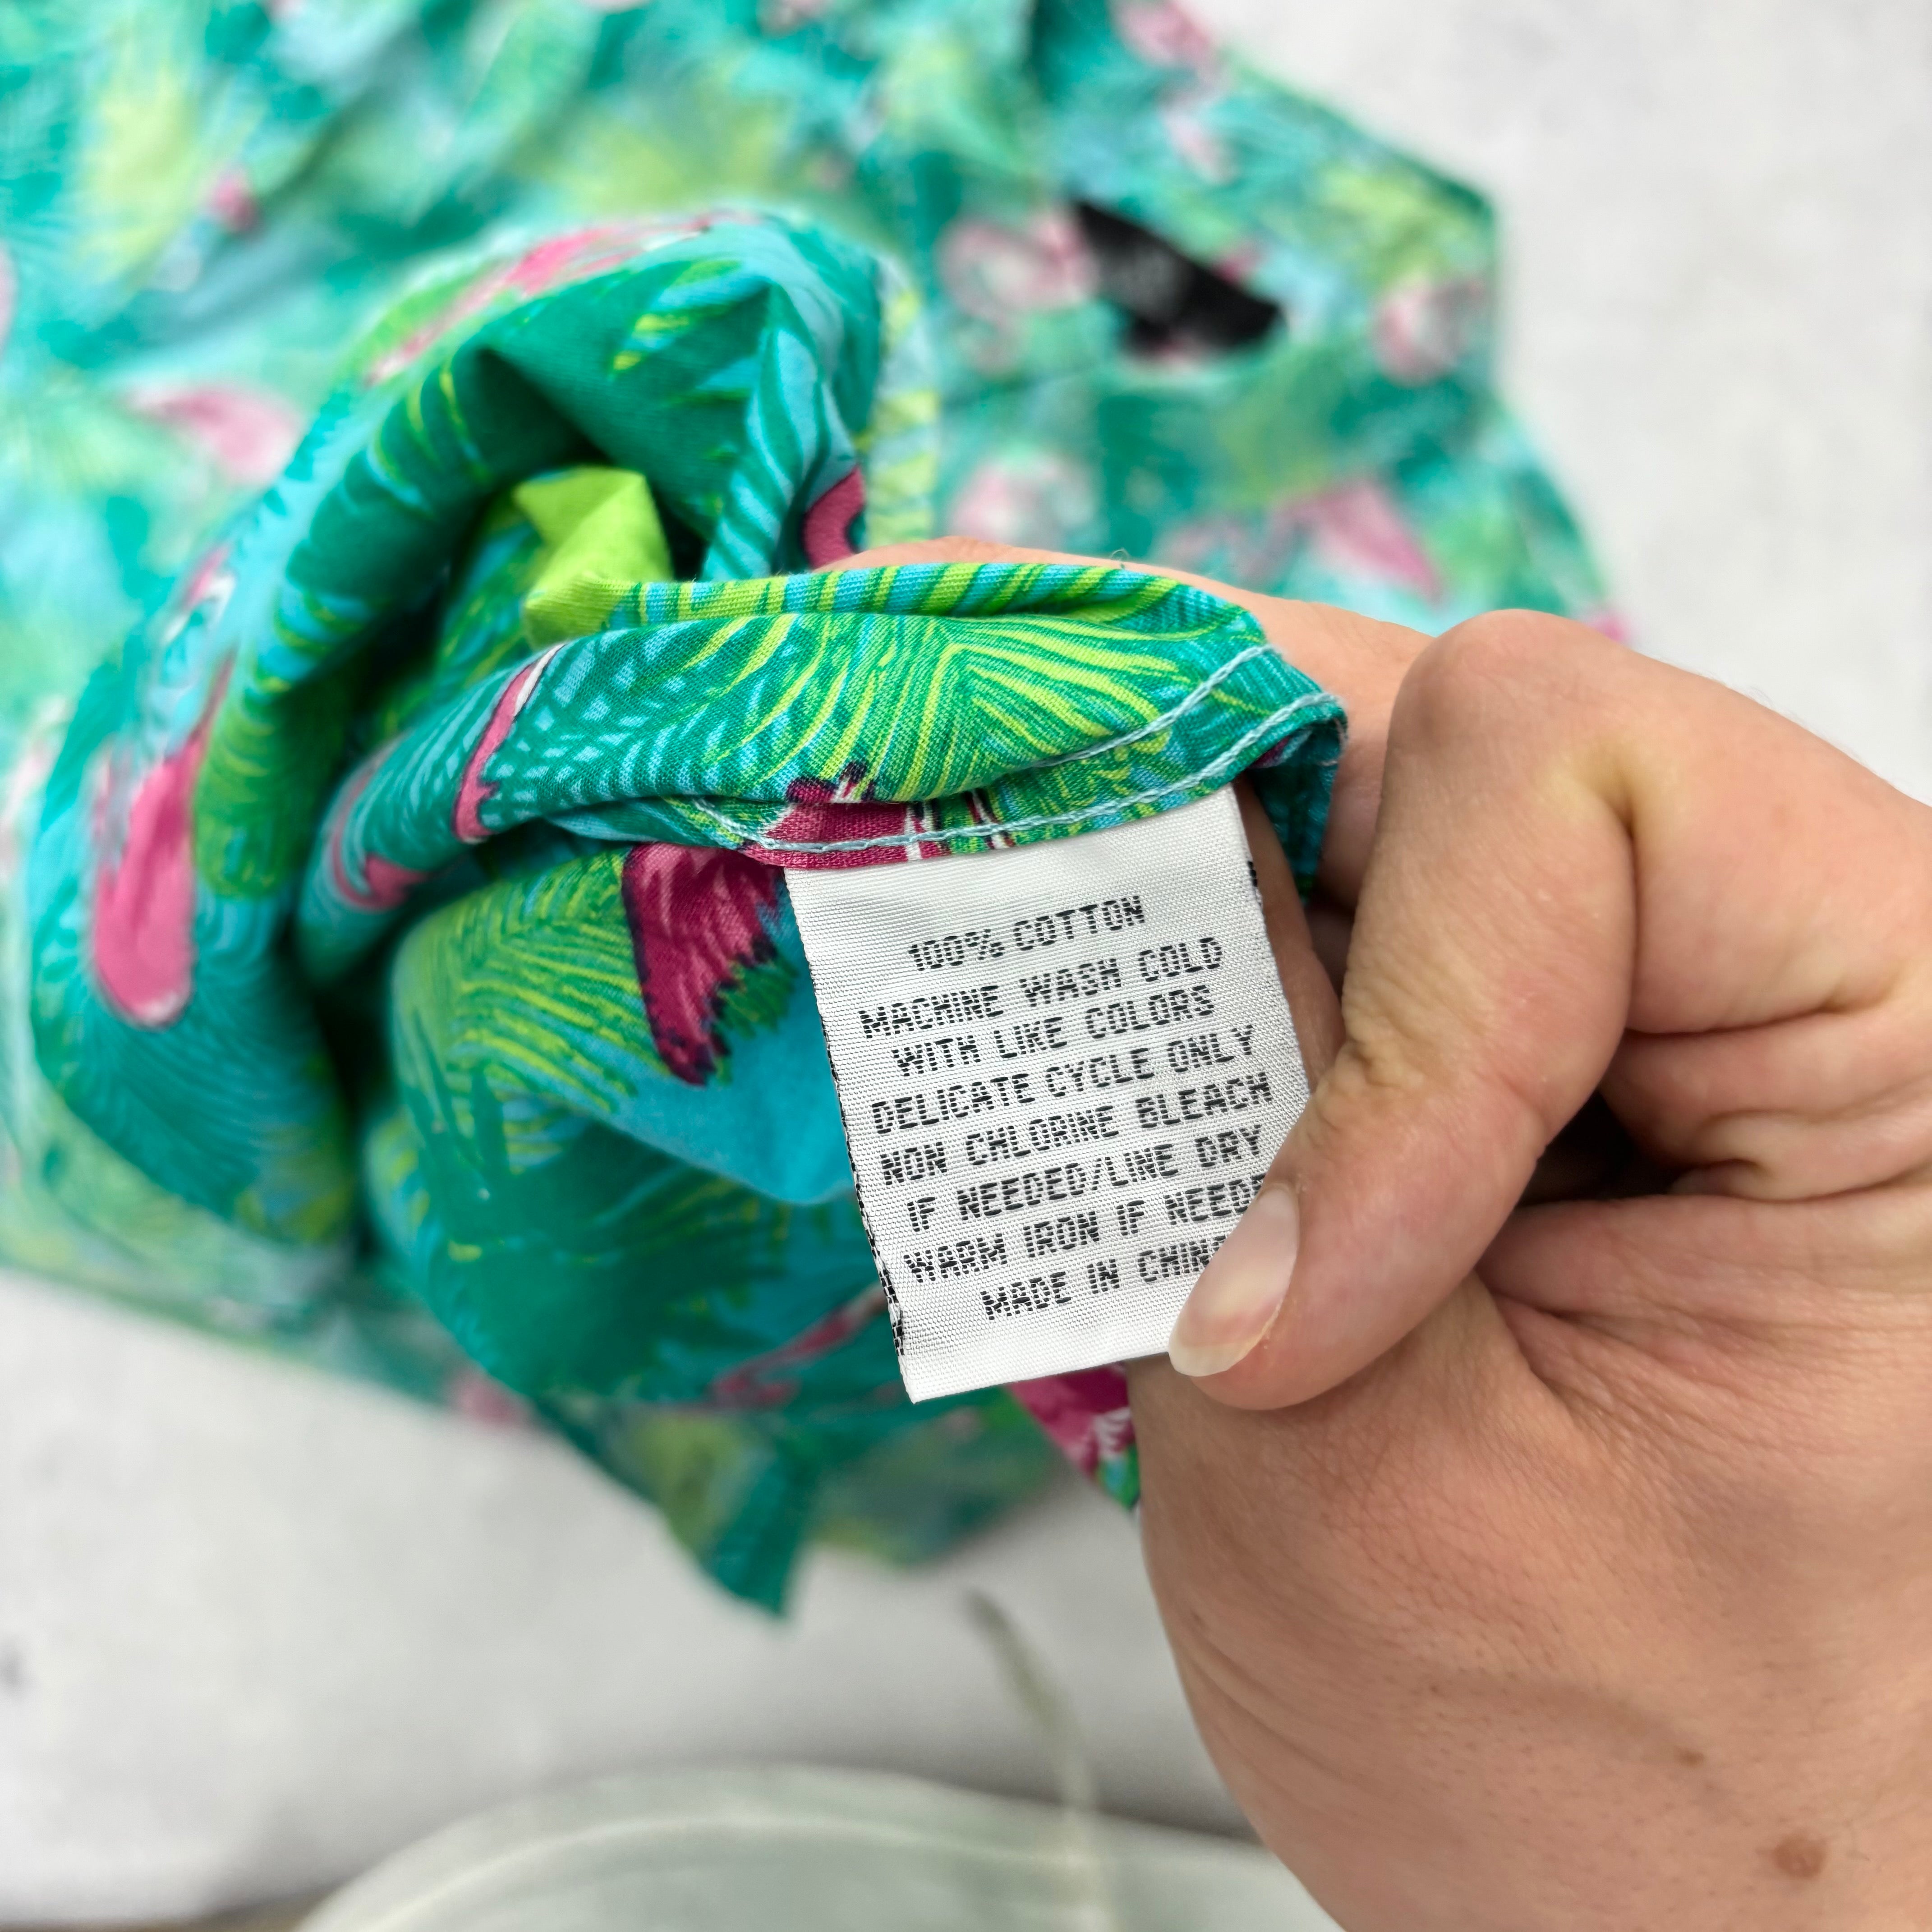 100% COTTON
MACHINE WASH COLD
WITH LIKE COLORS
DELICATE CYCLE ONLY
NON CHLORINE BLEACH
IF NEEDED/LINE DRY
WARM IRON IF NEEDE
MADE IN CHINA